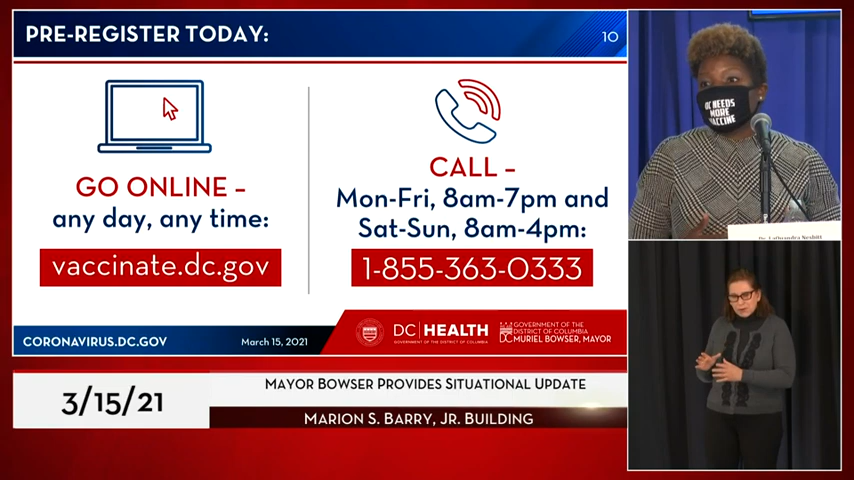 PRE-REGISTER TODAY:
10
GO ONLINE –
any day, any time:
vaccinate.dc.gov
CALL –
Mon-Fri, 8am-7pm and
Sat-Sun, 8am-4pm:
1-855-363-0333
CORONAVIRUS.DC.GOV
March 15, 2021
DC | HEALTH
GOVERNMENT OF THE DISTRICT OF COLUMBIA
GOVERNMENT OF THE
DISTRICT OF COLUMBIA
MURIEL BOWSER, MAYOR
DC NEEDS
MORE
VACCINE
Dr. LaQuandra Nesbitt
3/15/21
MAYOR BOWSER PROVIDES SITUATIONAL UPDATE
MARION S. BARRY, JR. BUILDING